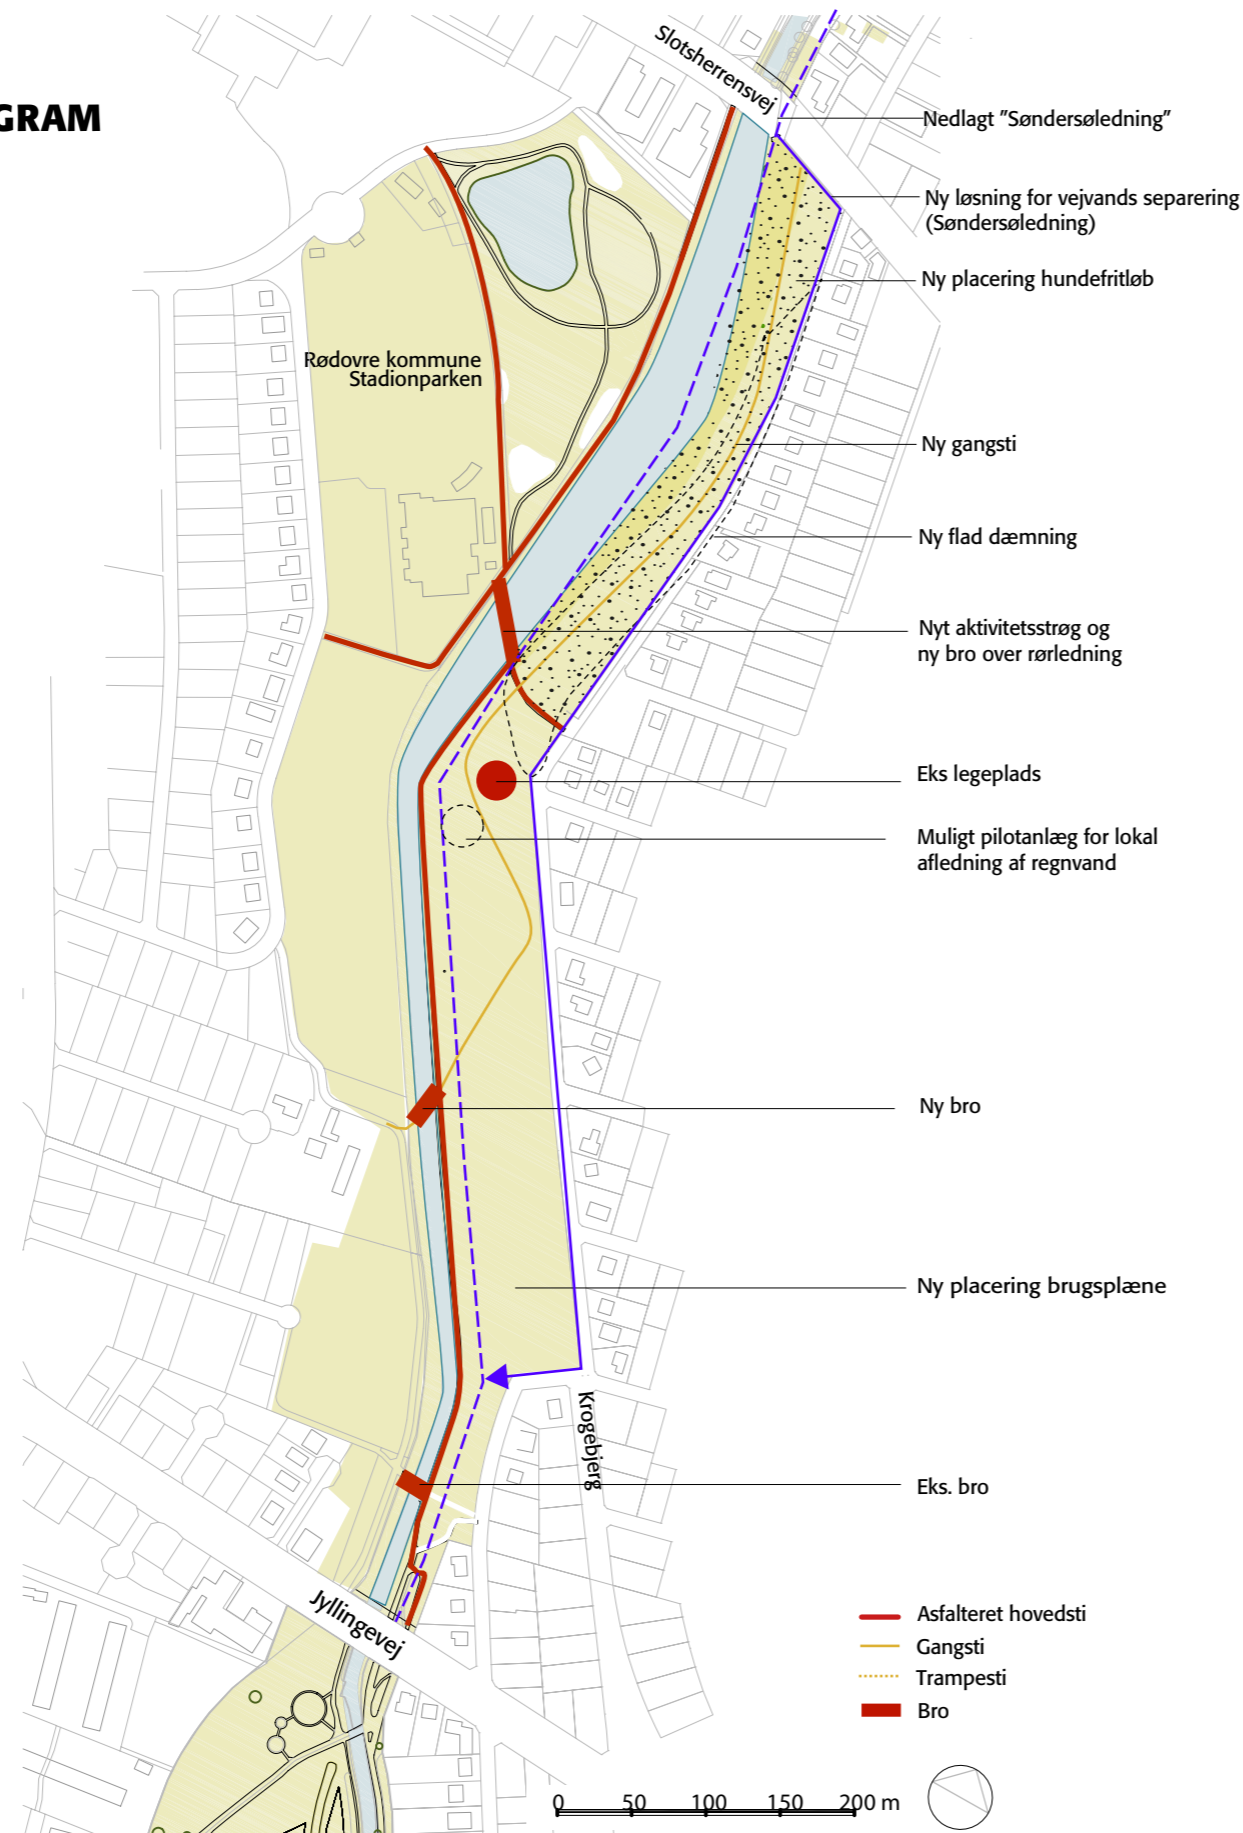 GRAM
Slotsherrensvej
Nedlagt ”Søndersøledning”
Ny løsning for vejvands separering
(Søndersøledning)
Ny placering hundefritløb
Rødovre kommune
Stadionparken
Ny gangsti
Ny flad dæmning
Nyt aktivitetsstrøg og
ny bro over rørledning
Eks legeplads
Muligt pilotanlæg for lokal
afledning af regnvand
Ny bro
Ny placering brugsplæne
Krogebjerg
Eks. bro
Jyllingevej
Asfalteret hovedsti
Gangsti
Trampesti
Bro
0 50 100 150 200 m